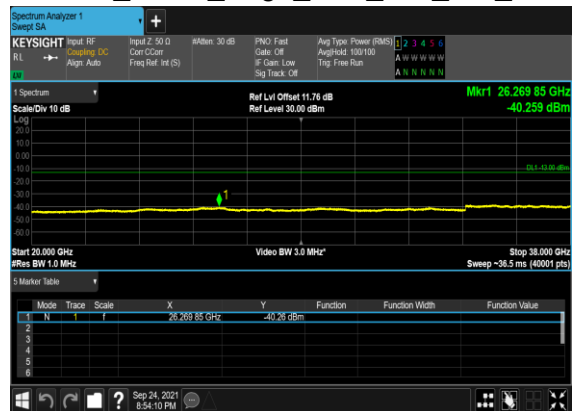 Spectrum Analyzer 1
Swept SA
+
KEYSIGHT
RL
Input: RF
Coupling: DC
Align: Auto
Input Z: 50 Ω
Corr CCorr
Freq Ref: Int (S)
#Atten: 30 dB
PNO: Fast
Gate: Off
IF Gain: Low
Sig Track: Off
Avg Type: Power (RMS)
Avg|Hold: 100/100
Trig: Free Run
1 2 3 4 5 6
A W W W W W
A N N N N N
LW
1 Spectrum
Scale/Div 10 dB
Ref Lvl Offset 11.76 dB
Ref Level 30.00 dBm
Mkr1 26.269 85 GHz
-40.259 dBm
Log
20.0
10.0
0.00
-10.0
-20.0
-30.0
-40.0
-50.0
-60.0
DL1 -13.00 dBm
1
Start 20.000 GHz
#Res BW 1.0 MHz
Video BW 3.0 MHz*
Stop 38.000 GHz
Sweep ~36.5 ms (40001 pts)
5 Marker Table
Mode Trace Scale X Y Function Function Width Function Value
1 N 1 f 26.269 85 GHz -40.26 dBm
2
3
4
5
6
?
Sep 24, 2021
8:54:10 PM